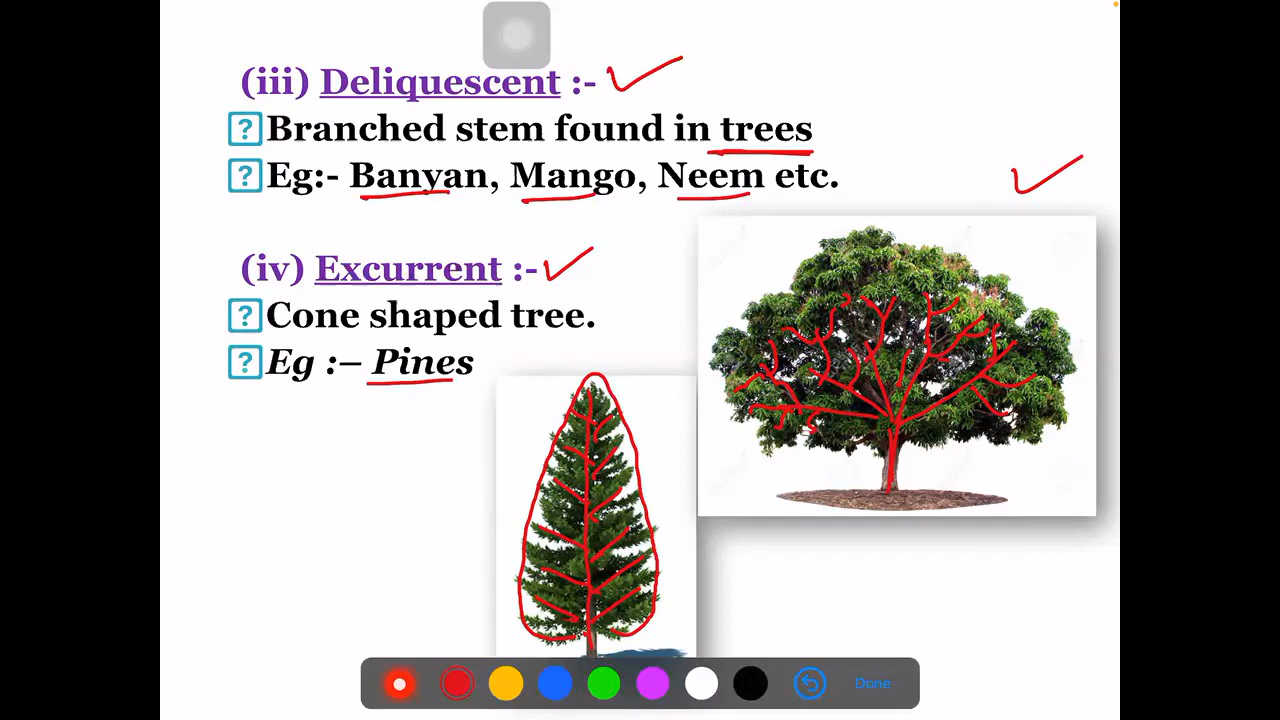 (iii) Deliquescent :-
? Branched stem found in trees
? Eg:- Banyan, Mango, Neem etc.
(iv) Excurrent :-
? Cone shaped tree.
? Eg :– Pines
Done